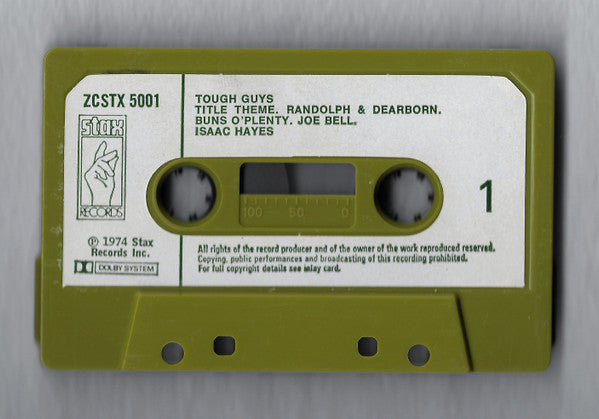 ZCSTX 5001
stax
RECORDS
℗ 1974 Stax
Records Inc.
DOLBY SYSTEM
TOUGH GUYS
TITLE THEME. RANDOLPH & DEARBORN.
BUNS O'PLENTY. JOE BELL.
ISAAC HAYES
100 50 0
1
All rights of the record producer and of the owner of the work reproduced reserved.
Copying, public performances and broadcasting of this recording prohibited.
For full copyright details see inlay card.